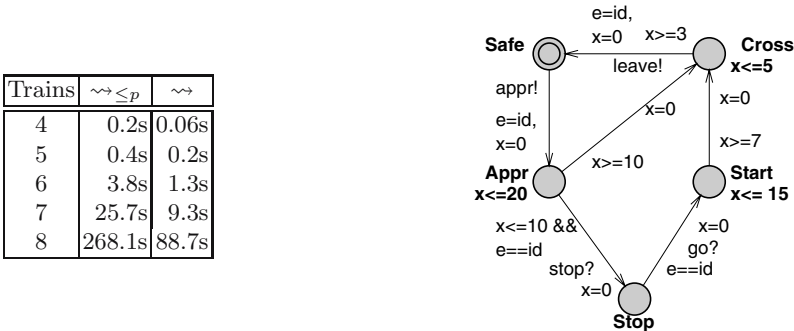 Trains ⇝≤p ⇝
4 0.2s 0.06s
5 0.4s 0.2s
6 3.8s 1.3s
7 25.7s 9.3s
8 268.1s 88.7s
e=id,
x=0
x>=3
Safe
Cross
x<=5
leave!
appr!
e=id,
x=0
x=0
x=0
x>=10
x>=7
Appr
x<=20
Start
x<= 15
x<=10 &&
e==id
stop?
x=0
x=0
go?
e==id
Stop